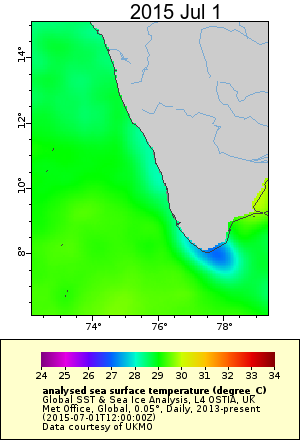 2015 Jul 1
14°
12°
10°
8°
74° 76° 78°
24 25 26 27 28 29 30 31 32 33 34
analysed sea surface temperature (degree_C)
Global SST & Sea Ice Analysis, L4 OSTIA, UK
Met Office, Global, 0.05°, Daily, 2013-present
(2015-07-01T12:00:00Z)
Data courtesy of UKMO